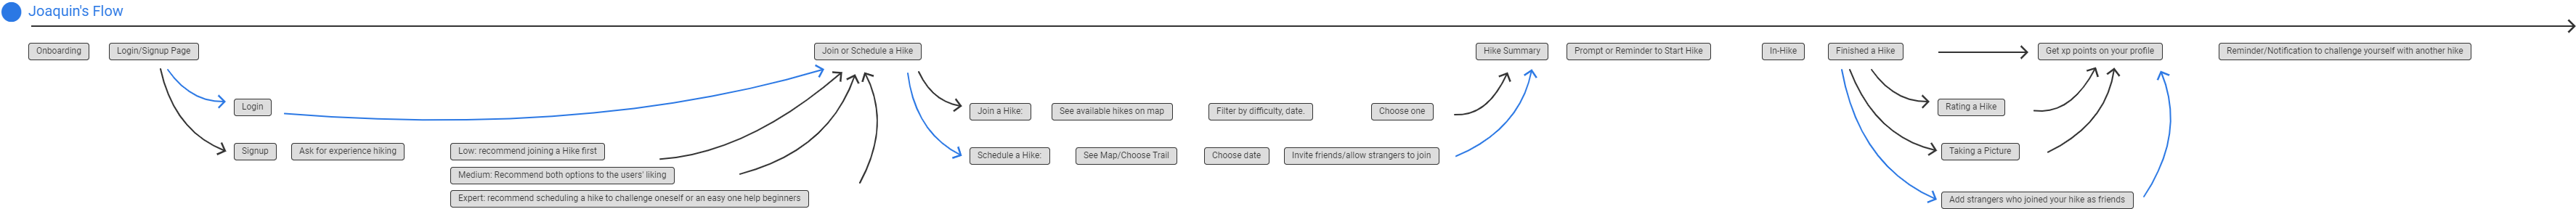 Joaquin's Flow
Onboarding
Login/Signup Page
Join or Schedule a Hike
Hike Summary
Prompt or Reminder to Start Hike
In-Hike
Finished a Hike
Get xp points on your profile
Reminder/Notification to challenge yourself with another hike
Login
Join a Hike:
See available hikes on map
Filter by difficulty, date.
Choose one
Rating a Hike
Signup
Ask for experience hiking
Low: recommend joining a Hike first
Schedule a Hike:
See Map/Choose Trail
Choose date
Invite friends/allow strangers to join
Taking a Picture
Medium: Recommend both options to the users' liking
Expert: recommend scheduling a hike to challenge oneself or an easy one help beginners
Add strangers who joined your hike as friends